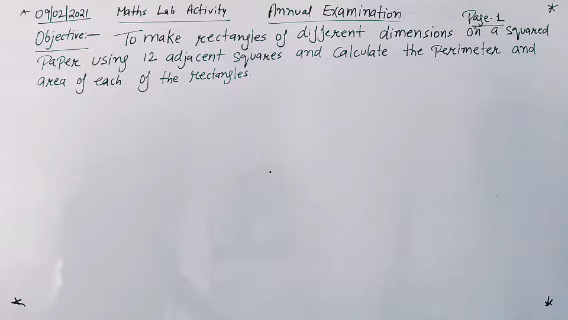 09/02/2021 Maths Lab Activity Annual Examination Page-1
Objective:- To make rectangles of different dimensions on a squared
Paper using 12 adjacent squares and calculate the Perimeter and
area of each of the rectangles.